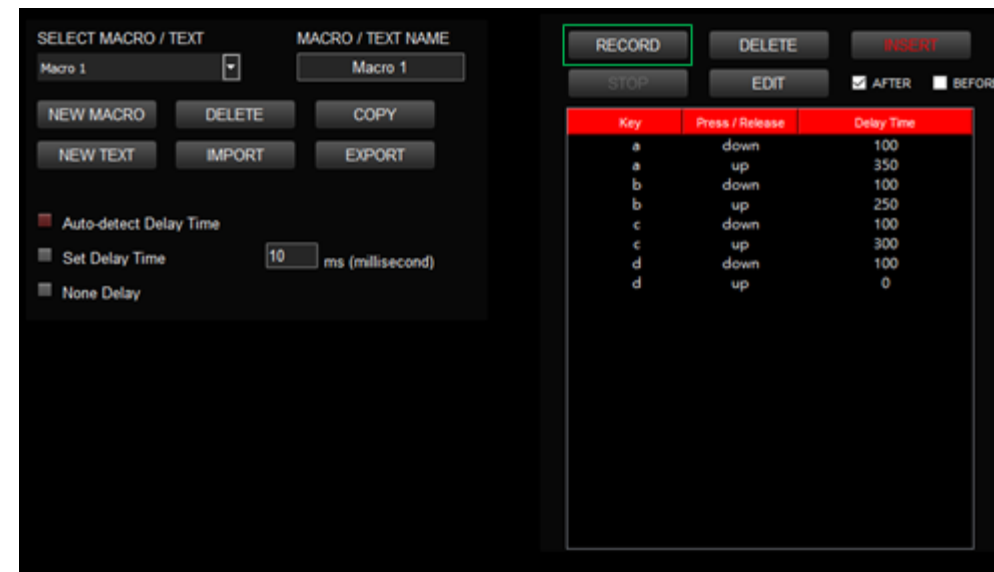 SELECT MACRO / TEXT
MACRO / TEXT NAME
Macro 1
Macro 1
NEW MACRO
DELETE
COPY
NEW TEXT
IMPORT
EXPORT
Auto-detect Delay Time
Set Delay Time
10
ms (millisecond)
None Delay
RECORD
DELETE
INSERT
STOP
EDIT
AFTER
BEFORE
Key Press / Release Delay Time
a down 100
a up 350
b down 100
b up 250
c down 100
c up 300
d down 100
d up 0